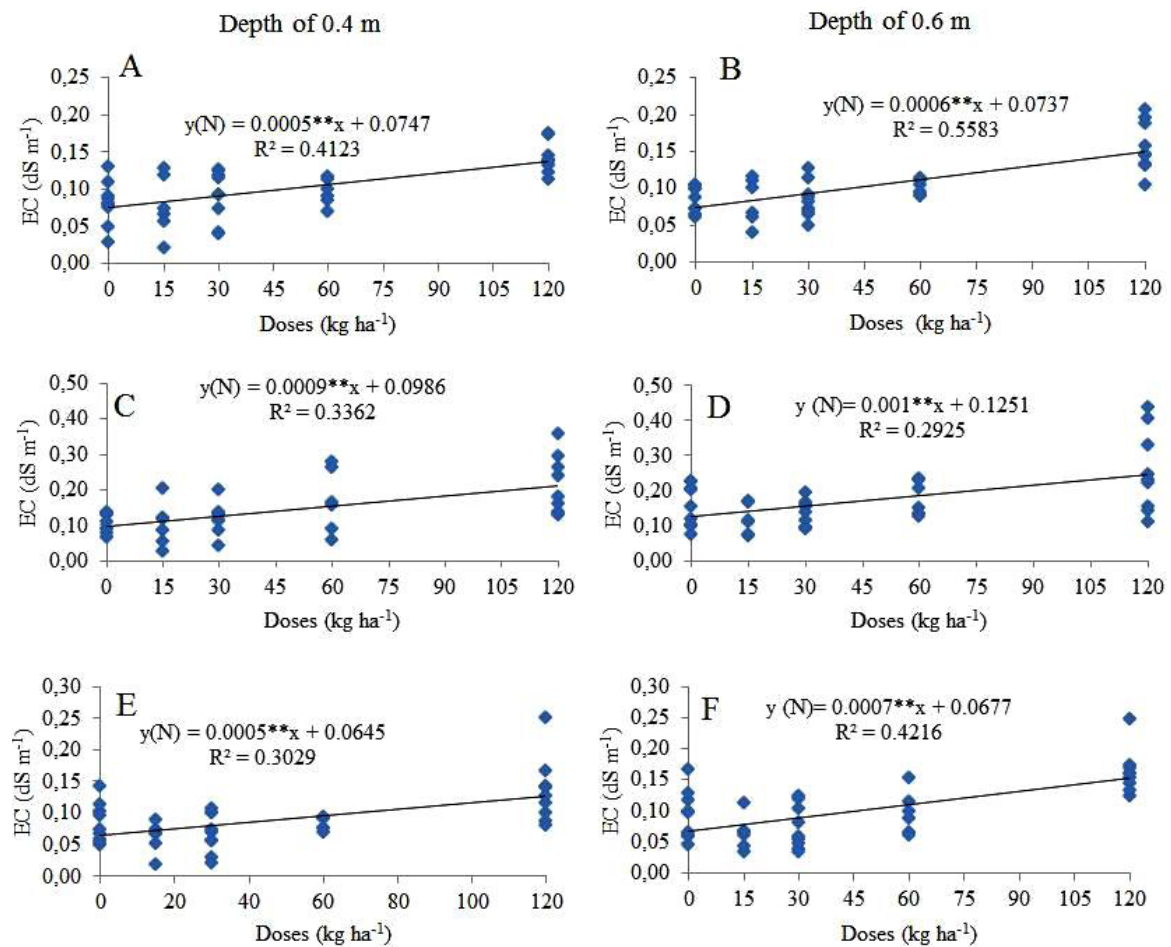 Depth of 0.4 m
Depth of 0.6 m
A
y(N) = 0.0005**x + 0.0747
R² = 0.4123
EC (dS m⁻¹)
0,25
0,20
0,15
0,10
0,05
0,00
0 15 30 45 60 75 90 105 120
Doses (kg ha⁻¹)
B
y(N) = 0.0006**x + 0.0737
R² = 0.5583
EC (dS m⁻¹)
0,25
0,20
0,15
0,10
0,05
0,00
0 15 30 45 60 75 90 105 120
Doses (kg ha⁻¹)
C
y(N) = 0.0009**x + 0.0986
R² = 0.3362
EC (dS m⁻¹)
0,50
0,40
0,30
0,20
0,10
0,00
0 15 30 45 60 75 90 105 120
Doses (kg ha⁻¹)
D
y (N)= 0.001**x + 0.1251
R² = 0.2925
EC (dS m⁻¹)
0,50
0,40
0,30
0,20
0,10
0,00
0 15 30 45 60 75 90 105 120
Doses (kg ha⁻¹)
E
y(N) = 0.0005**x + 0.0645
R² = 0.3029
EC (dS m⁻¹)
0,30
0,25
0,20
0,15
0,10
0,05
0,00
0 20 40 60 80 100 120
Doses (kg ha⁻¹)
F
y (N)= 0.0007**x + 0.0677
R² = 0.4216
EC (dS m⁻¹)
0,30
0,25
0,20
0,15
0,10
0,05
0,00
0 15 30 45 60 75 90 105 120
Doses (kg ha⁻¹)